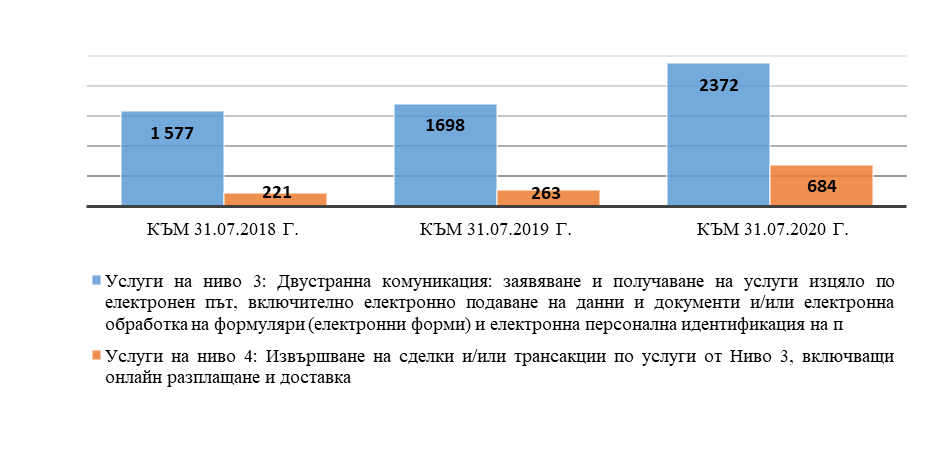 1 577
221
1698
263
2372
684
КЪМ 31.07.2018 Г.
КЪМ 31.07.2019 Г.
КЪМ 31.07.2020 Г.
Услуги на ниво 3: Двустранна комуникация: заявяване и получаване на услуги изцяло по
електронен път, включително електронно подаване на данни и документи и/или електронна
обработка на формуляри (електронни форми) и електронна персонална идентификация на п
Услуги на ниво 4: Извършване на сделки и/или трансакции по услуги от Ниво 3, включващи
онлайн разплащане и доставка